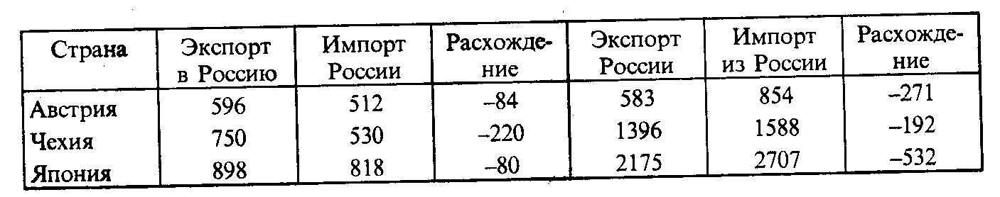 Страна Экспорт Импорт Расхожде- Экспорт Импорт Расхожде-
в Россию России ние России из России ние
Австрия 596 512 –84 583 854 –271
Чехия 750 530 –220 1396 1588 –192
Япония 898 818 –80 2175 2707 –532